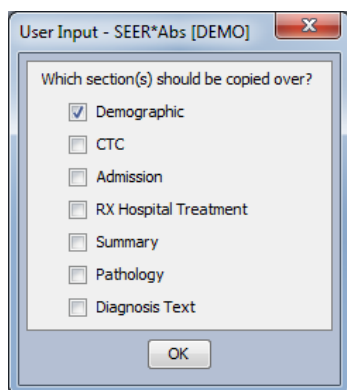 User Input - SEER*Abs [DEMO]
Which section(s) should be copied over?
Demographic
CTC
Admission
RX Hospital Treatment
Summary
Pathology
Diagnosis Text
OK